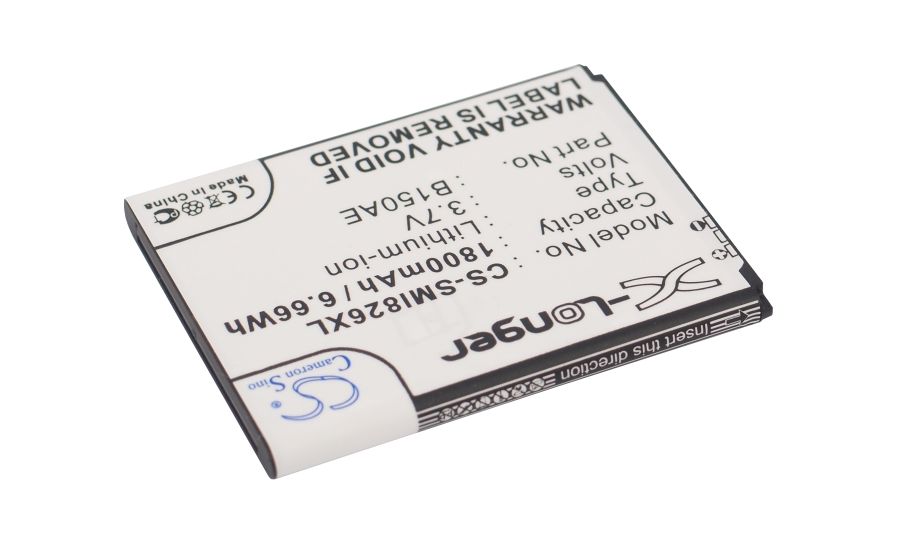 X-Longer
Model No. : CS-SMI826XL
Capacity : 1800mAh / 6.66Wh
Type : Lithium-ion
Volts : 3.7V
Part No. : B150AE
WARRANTY VOID IF
LABEL IS REMOVED
Insert this direction
CS
®
Cameron Sino
Made in China